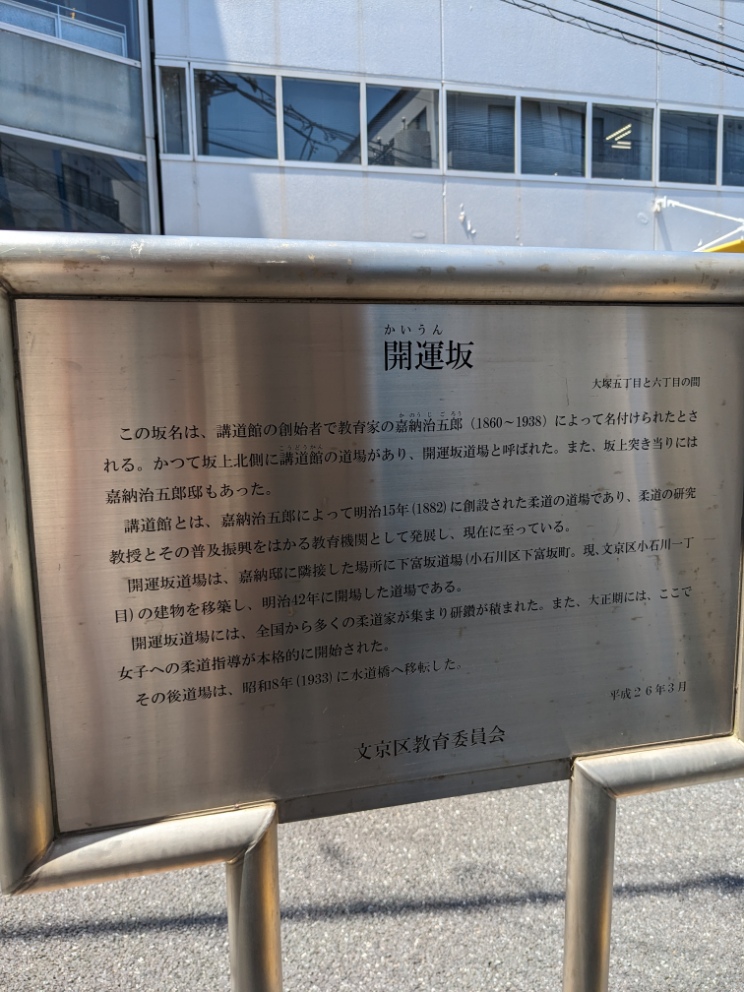 かいうん
開運坂
大塚五丁目と六丁目の間
かのうじごろう
この坂名は、講道館の創始者で教育家の嘉納治五郎（1860～1938）によって名付けられたとさ
こうどうかん
れる。かつて坂上北側に講道館の道場があり、開運坂道場と呼ばれた。また、坂上突き当りには
嘉納治五郎邸もあった。
講道館とは、嘉納治五郎によって明治15年(1882)に創設された柔道の道場であり、柔道の研究
教授とその普及振興をはかる教育機関として発展し、現在に至っている。
開運坂道場は、嘉納邸に隣接した場所に下富坂道場(小石川区下富坂町。現、文京区小石川一丁
目)の建物を移築し、明治42年に開場した道場である。
開運坂道場には、全国から多くの柔道家が集まり研鑽が積まれた。また、大正期には、ここで
女子への柔道指導が本格的に開始された。
その後道場は、昭和8年(1933)に水道橋へ移転した。
平成２６年３月
文京区教育委員会